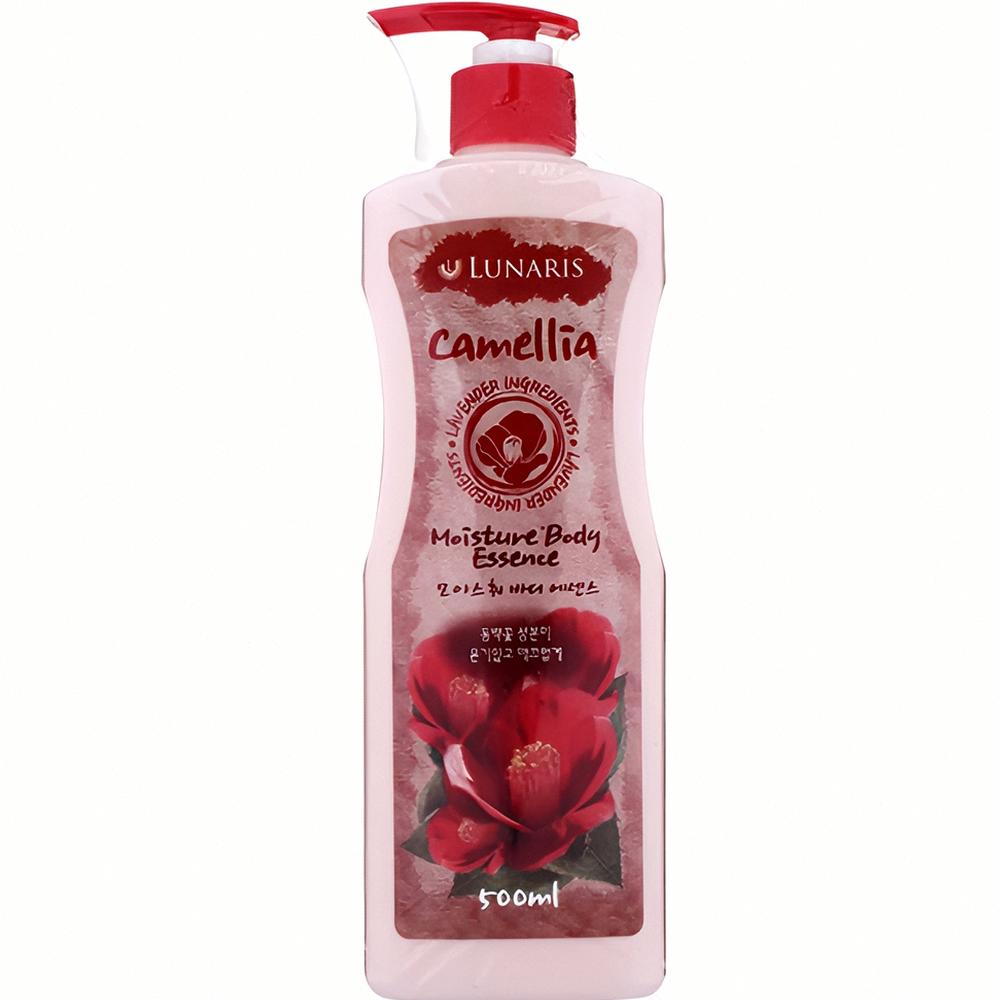 LUNARIS
camellia
LAVENDER INGREDIENTS • LAVENDER INGREDIENTS •
Moisture Body
Essence
모이스춰 바디 에센스
동백꽃 성분이
500ml